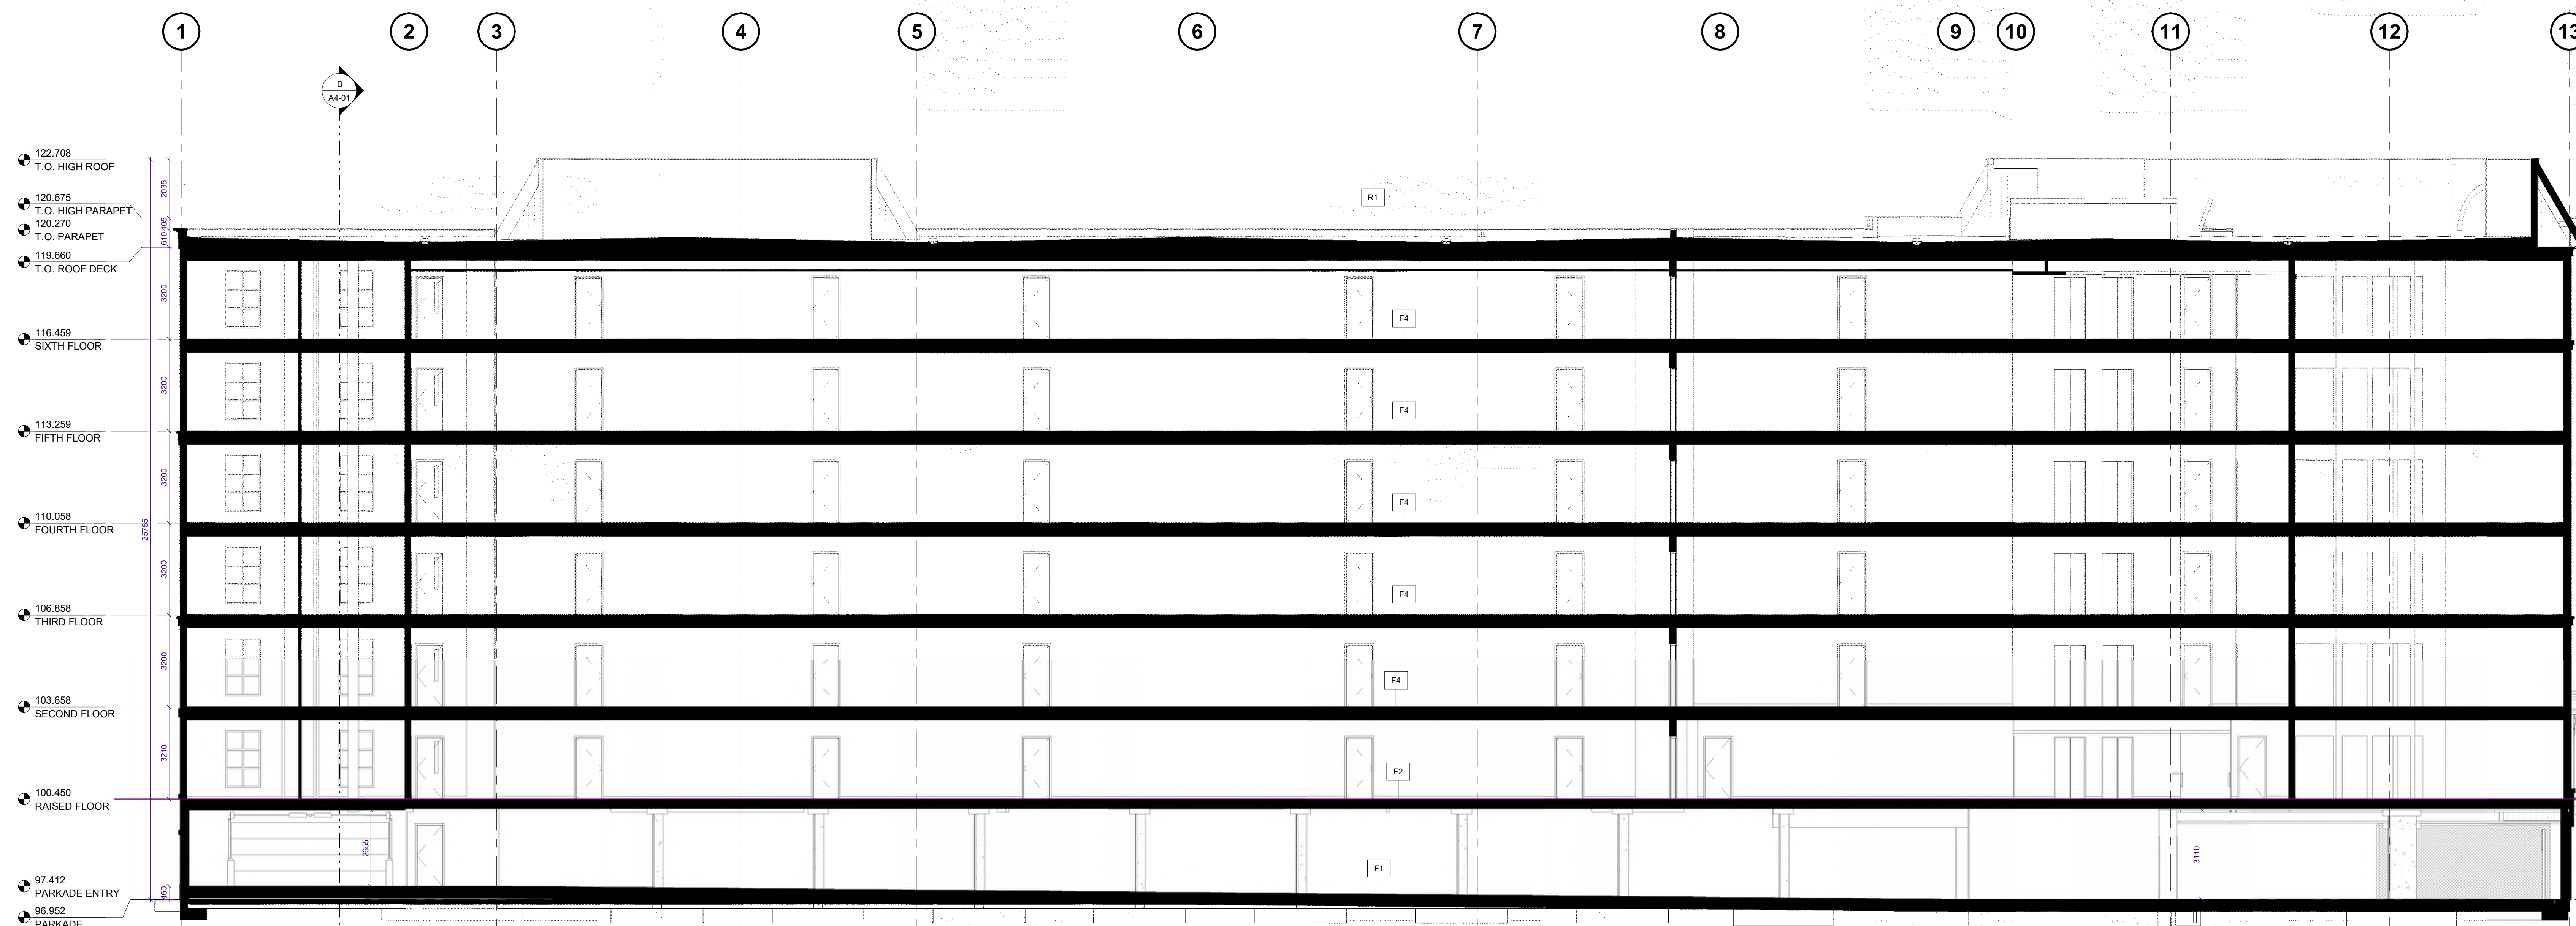 1
2
3
4
5
6
7
8
9
10
11
12
13
B
A4-01
122.708
T.O. HIGH ROOF
2035
120.675
T.O. HIGH PARAPET
R1
405
120.270
T.O. PARAPET
610
119.660
T.O. ROOF DECK
3200
F4
116.459
SIXTH FLOOR
3200
F4
113.259
FIFTH FLOOR
3200
F4
110.058
FOURTH FLOOR
25755
3200
F4
106.858
THIRD FLOOR
3200
F4
103.658
SECOND FLOOR
3210
F2
100.450
RAISED FLOOR
2655
3110
F1
97.412
PARKADE ENTRY
460
96.952
PARKADE